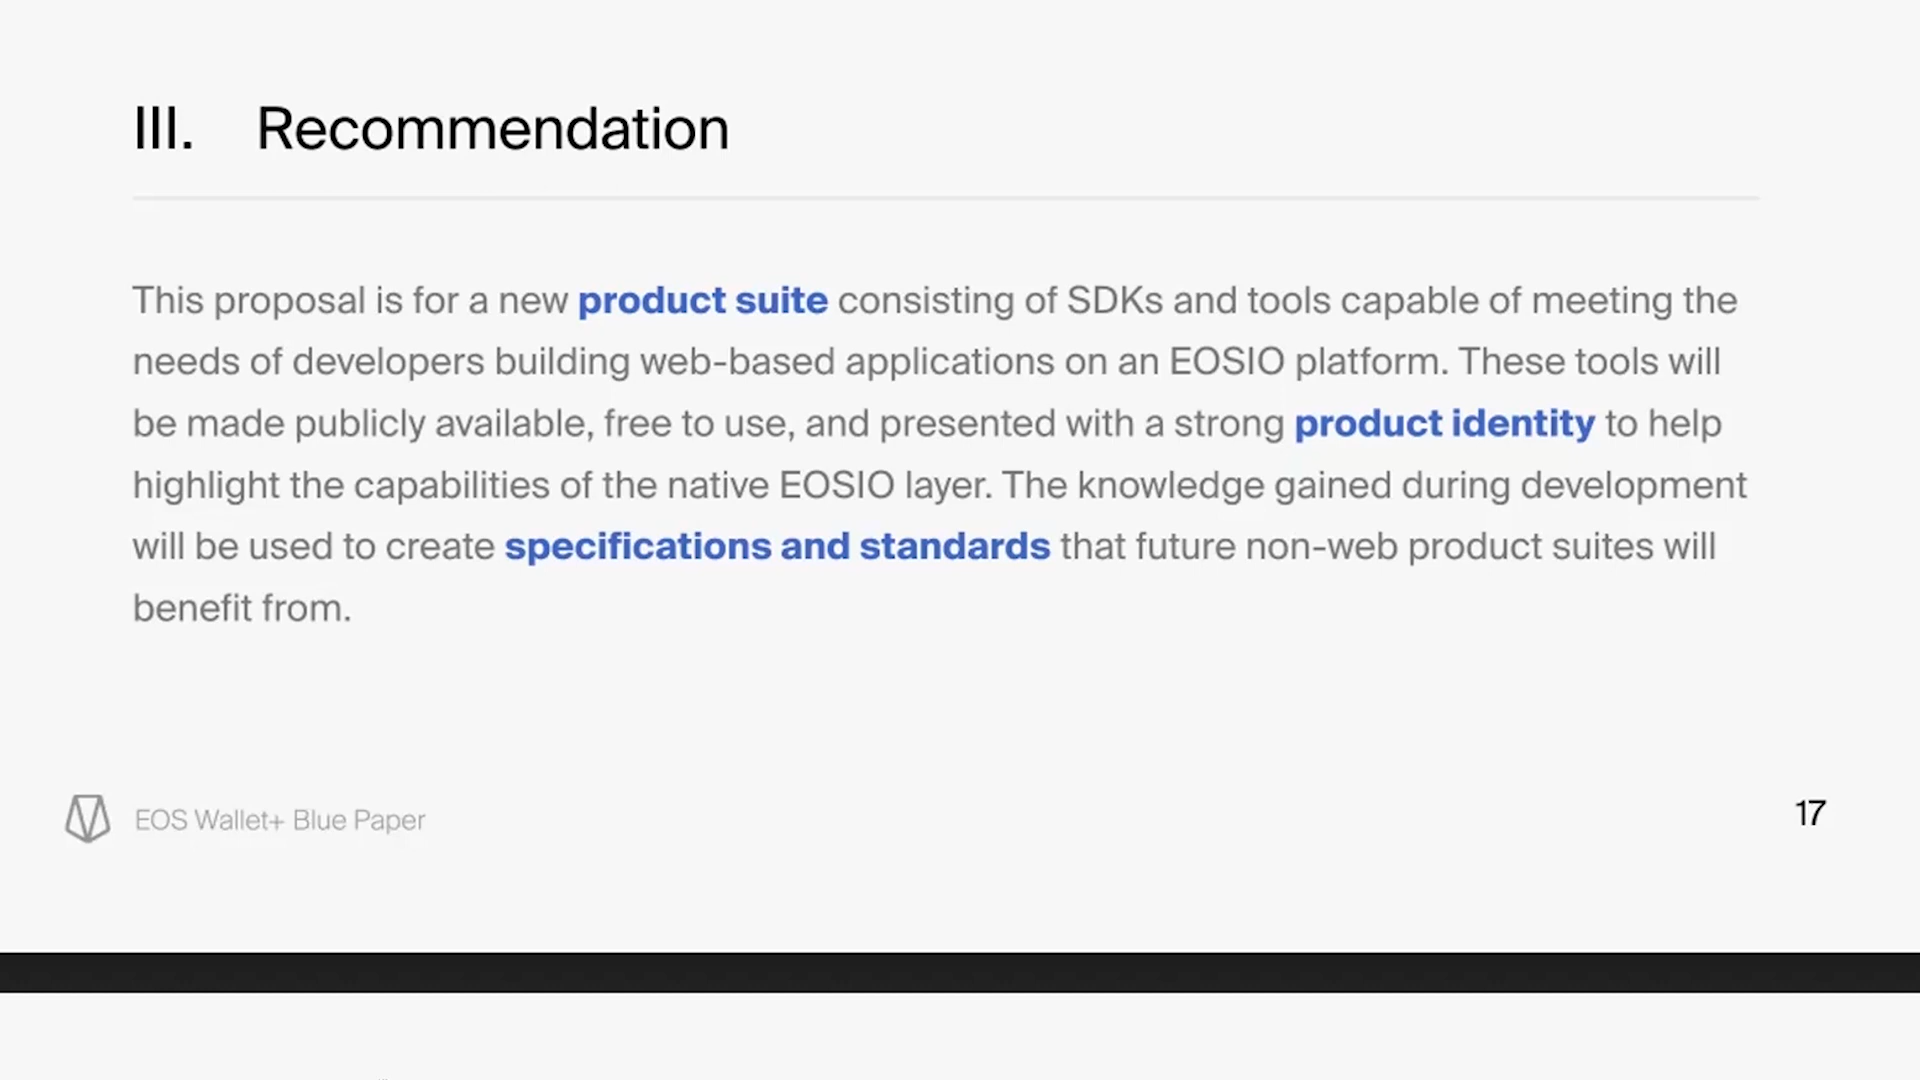 III. Recommendation
This proposal is for a new product suite consisting of SDKs and tools capable of meeting the
needs of developers building web-based applications on an EOSIO platform. These tools will
be made publicly available, free to use, and presented with a strong product identity to help
highlight the capabilities of the native EOSIO layer. The knowledge gained during development
will be used to create specifications and standards that future non-web product suites will
benefit from.
EOS Wallet+ Blue Paper
17